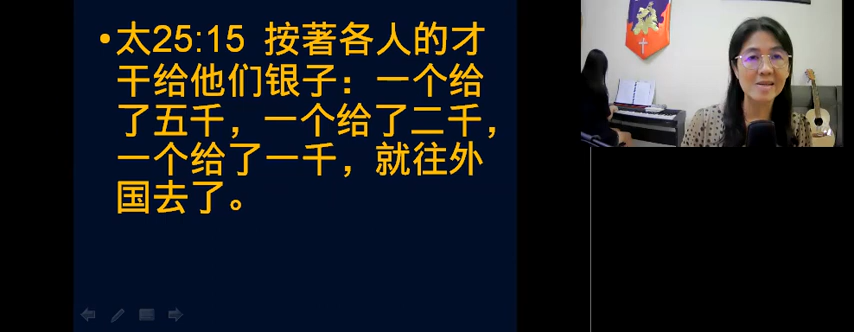 •太25:15 按著各人的才
干给他们银子：一个给
了五千，一个给了二千，
一个给了一千，就往外
国去了。